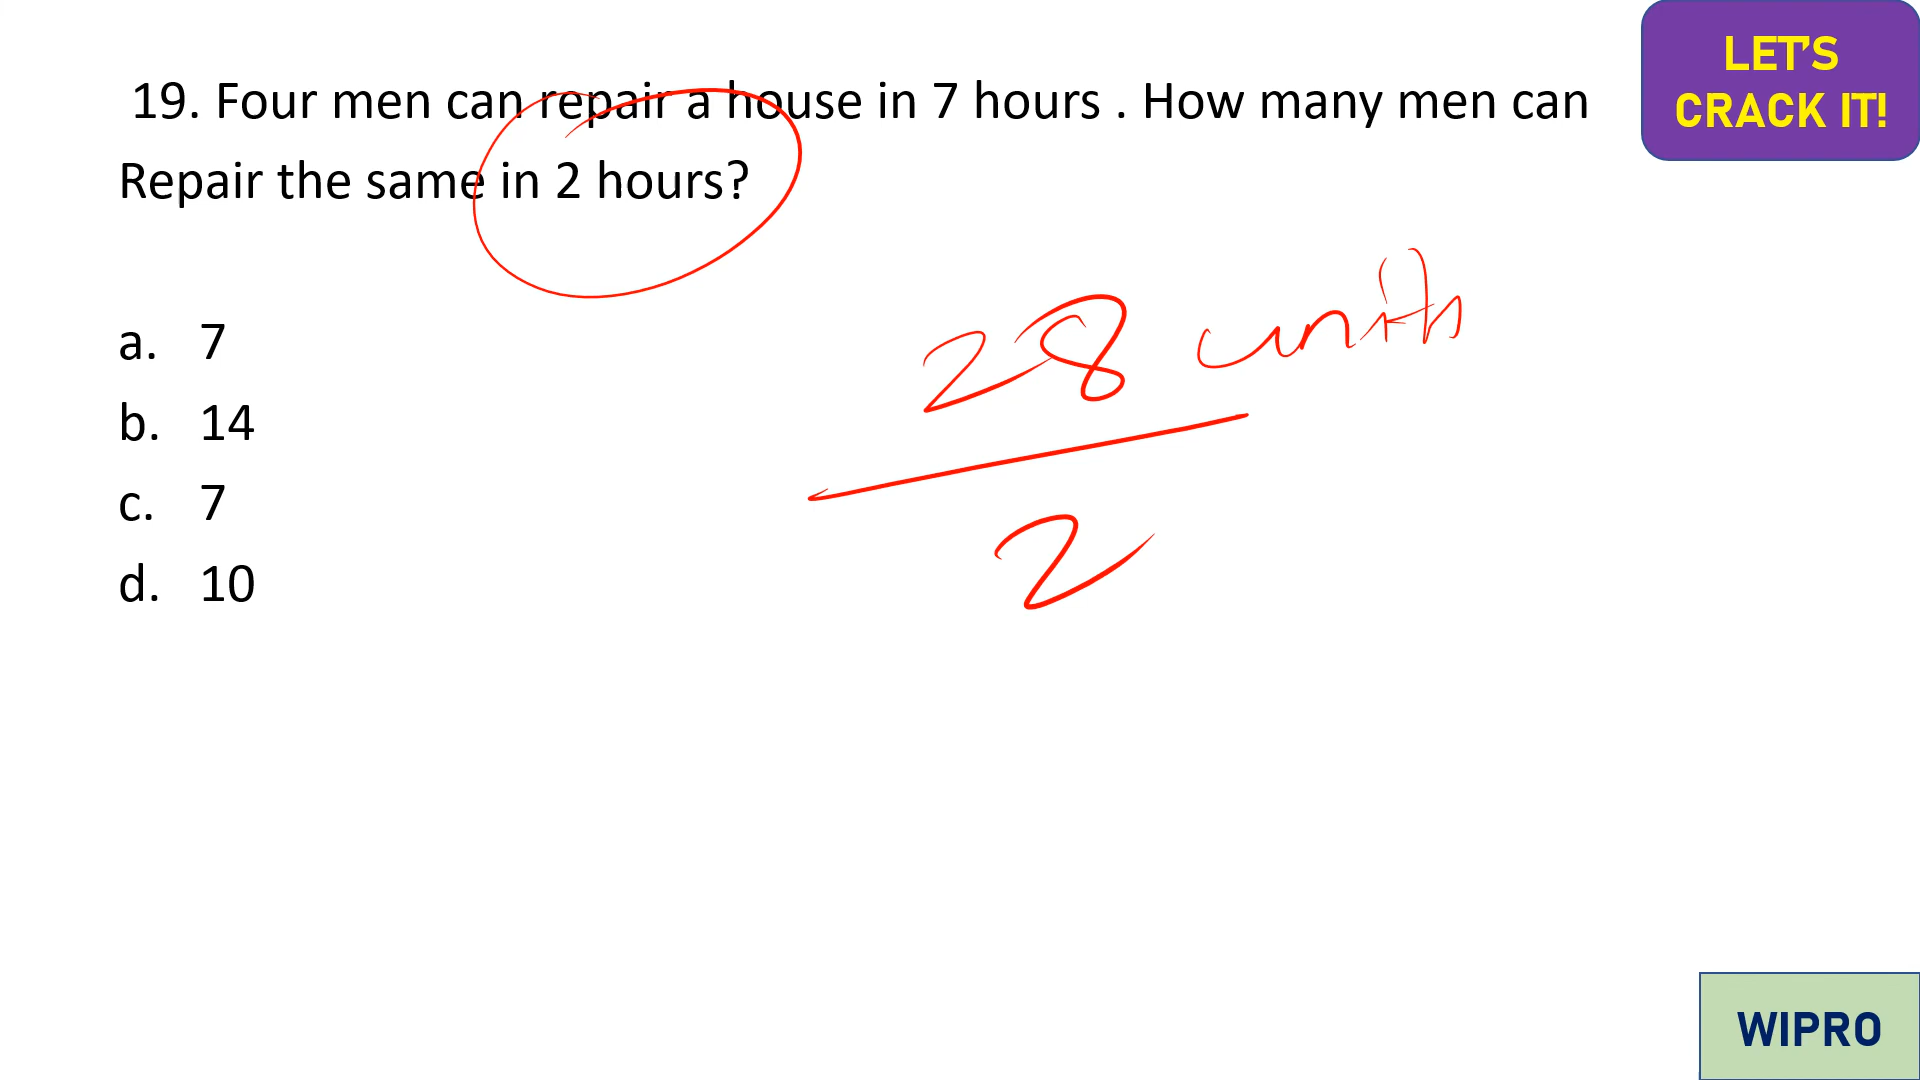 LET'S
CRACK IT!
19. Four men can repair a house in 7 hours . How many men can
Repair the same in 2 hours?
28 units
2
a. 7
b. 14
c. 7
d. 10
WIPRO